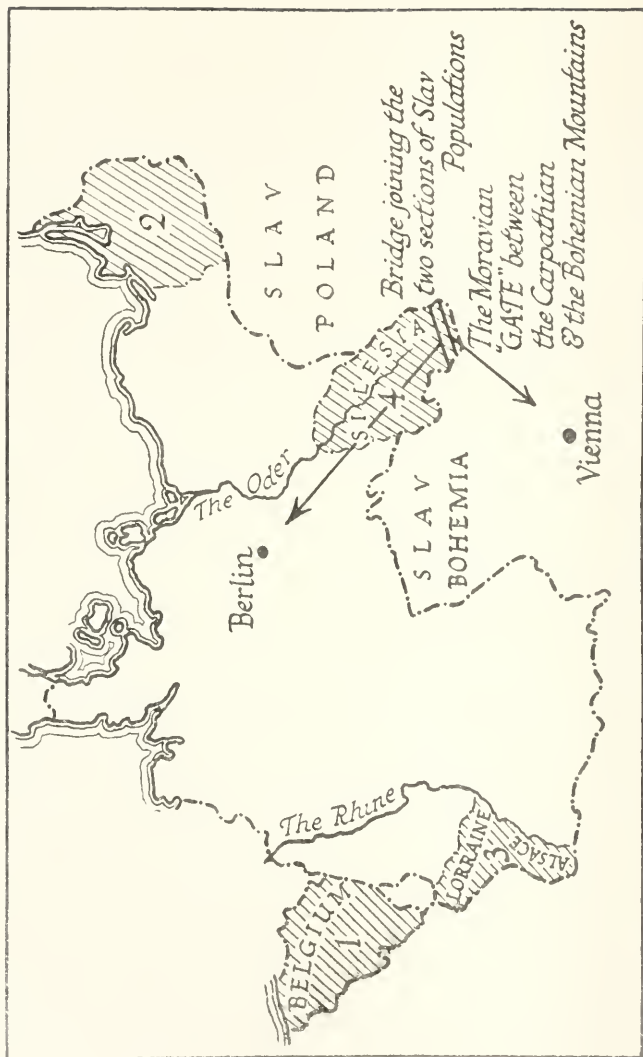 2
SLAV
POLAND
Bridge joining the
two sections of Slav
Populations
The Moravian
"GATE" between
the Carpathian
& the Bohemian Mountains
SILESIA
4
A
The Oder
Berlin
Vienna
SLAV
BOHEMIA
The Rhine
BELGIUM
1
LORRAINE
3
ALSACE